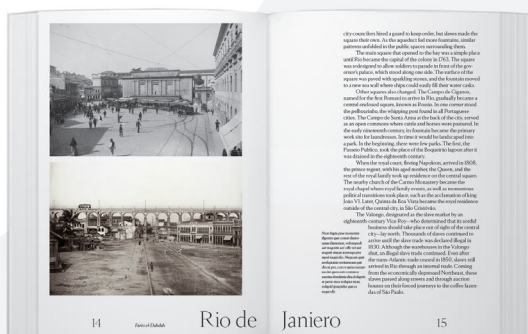 city councilors hired a guard to keep order, but slaves made the
square their own. As the aqueduct fed more fountains, similar
patterns unfolded in the public spaces surrounding them.
The main square that opened to the bay was a simple place
until Rio became the capital of the colony in 1763. The square
was redesigned to allow soldiers to parade in front of the gov-
ernor's palace, which stood along one side. The surface of the
square was paved with sparkling stones, and the fountain moved
to a new sea wall where ships could easily fill their water casks.
Other squares also changed. The Campo de Ciganos,
named for the first Romani to arrive in Rio, gradually became a
central enclosed square, known as Rossio. In one corner stood
the pelhourinho, the whipping post found in all Portuguese
cities. The Campo de Santa Anna at the back of the city, served
as an open commons where cattle and horses were pastured. In
the early nineteenth century, its fountain became the primary
work site for laundresses. In time it would be landscaped into
a park. In the beginning, there were few parks. The first, the
Passeio Publico, took the place of the Boqueirão lagoon after it
was drained in the eighteenth century.
When the royal court, fleeing Napoleon, arrived in 1808,
the prince regent, with his aged mother, the Queen, and the
rest of the royal family took up residence on the central square.
The nearby church of the Carmo Monastery became the
royal chapel where royal family events, as well as momentous
political transitions took place, such as the acclamation of king
João VI. Later, Quinta da Boa Vista became the royal residence
outside of the central city, in São Cristóvão.
The Valongo, designated as the slave market by an
eighteenth century Vice Roy—who determined that its sordid
business should take place out of sight of the central
city—lay north. Thousands of slaves continued to
arrive until the slave trade was declared illegal in
1830. Although the warehouses in the Valongo
shut, an illegal slave trade continued. Even after
the trans-Atlantic trade ceased in 1850, slaves still
arrived in Rio through an internal trade. Coming
from the economically depressed Northeast, these
slaves passed along streets and through auction
houses on their forced journeys to the coffee fazen-
das of São Paulo.
14
Rio de Janiero
15